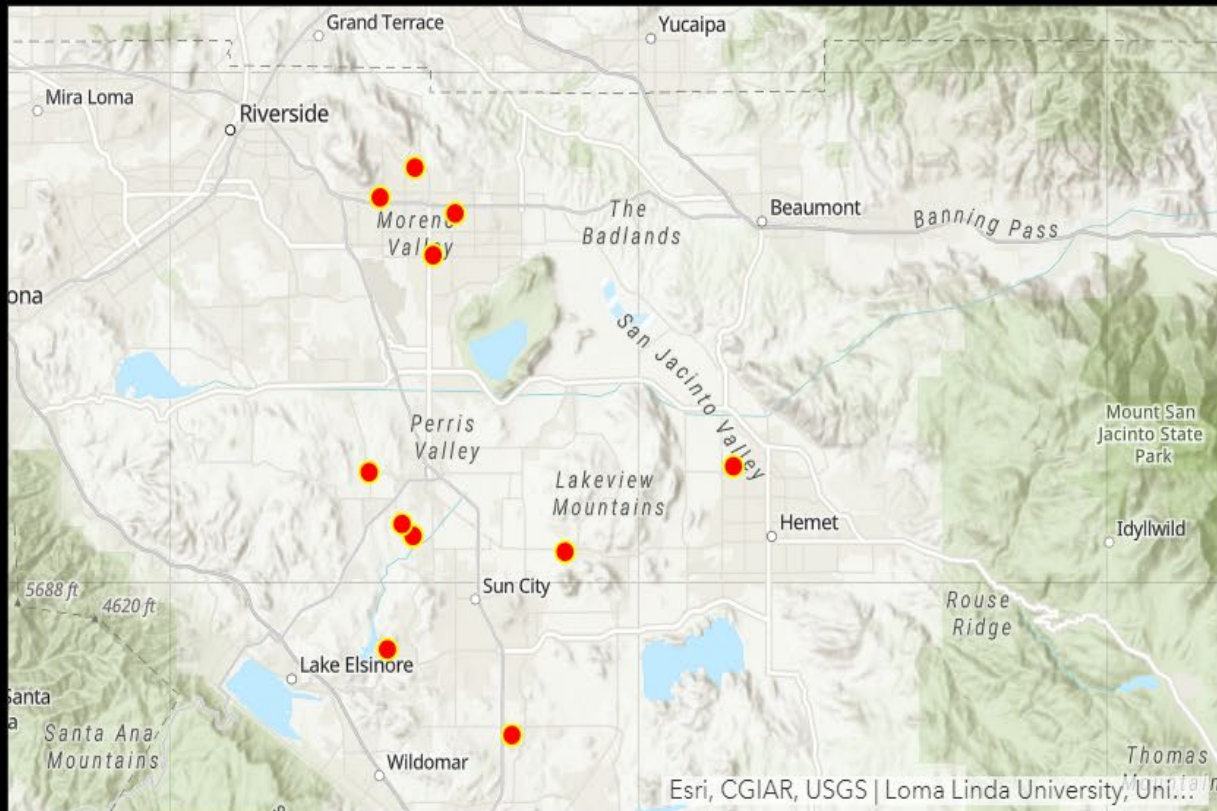 Grand Terrace
Yucaipa
Mira Loma
Riverside
The
Badlands
Beaumont
Banning Pass
Moreno
Valley
ona
San Jacinto Valley
Perris
Valley
Mount San
Jacinto State
Park
Lakeview
Mountains
Hemet
Idyllwild
5688 ft
4620 ft
Sun City
Rouse
Ridge
Lake Elsinore
Santa
a
Santa Ana
Mountains
Wildomar
Thomas
Mountain
Esri, CGIAR, USGS | Loma Linda University, Uni...